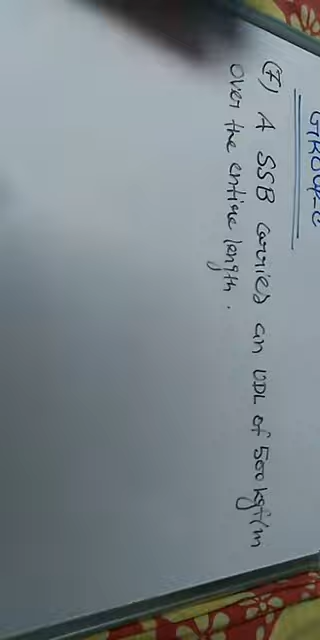 GROUP-C
(7) A SSB carries an UDL of 500 kgf/m
over the entire length.